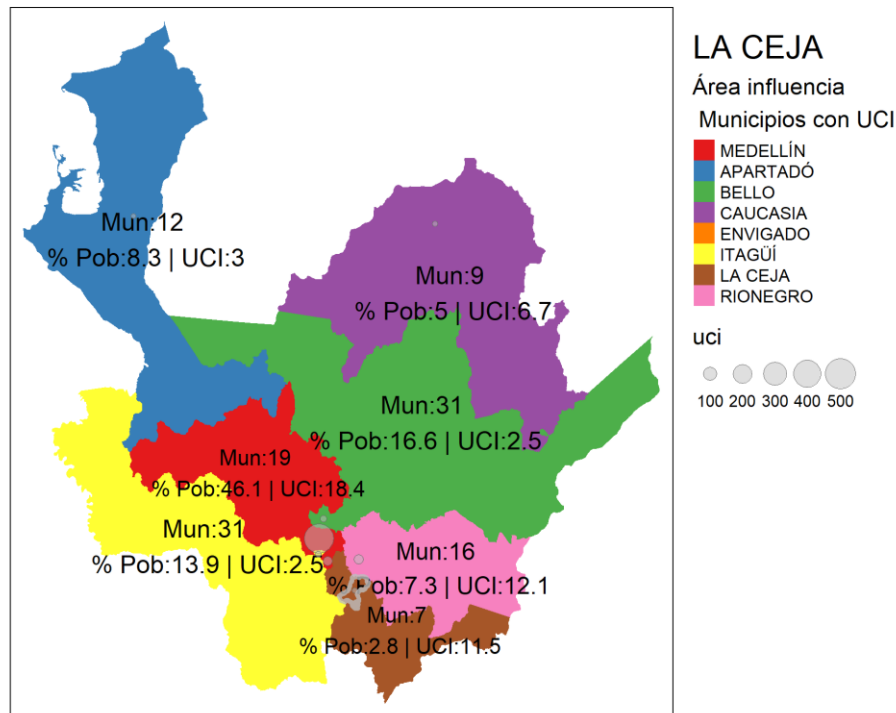 LA CEJA
Área influencia
Municipios con UCI
MEDELLÍN
APARTADÓ
BELLO
CAUCASIA
ENVIGADO
ITAGÜÍ
LA CEJA
RIONEGRO
uci
100 200 300 400 500
Mun:12
% Pob:8.3 | UCI:3
Mun:9
% Pob:5 | UCI:6.7
Mun:31
% Pob:16.6 | UCI:2.5
Mun:19
% Pob:46.1 | UCI:18.4
Mun:31
% Pob:13.9 | UCI:2.5
Mun:16
% Pob:7.3 | UCI:12.1
Mun:7
% Pob:2.8 | UCI:11.5